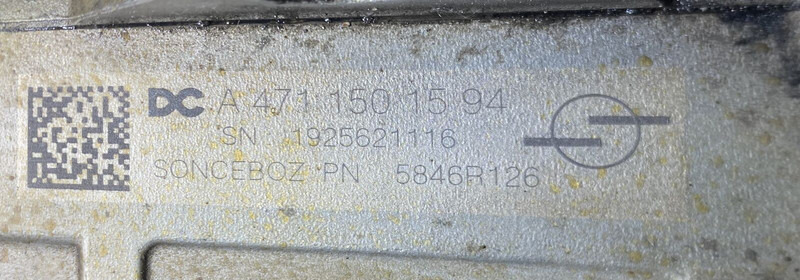 DC A 471 150 15 94
SN 1925621116
SONCEBOZ PN 5846R126